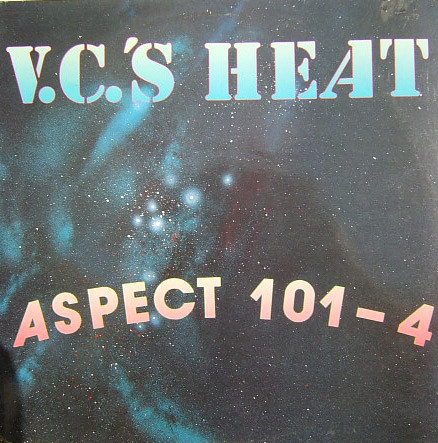 V.C.'S HEAT
ASPECT 101-4